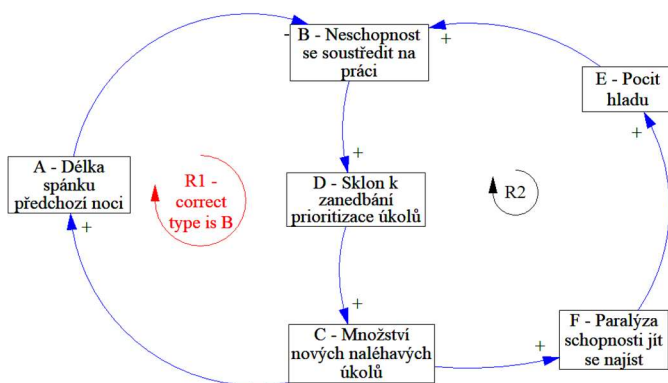 B - Neschopnost
se soustředit na
práci
-
+
E - Pocit
hladu
+
A - Délka
spánku
předchozí noci
+
R1 -
correct
type is B
+
D - Sklon k
zanedbání
prioritizace úkolů
R2
+
C - Množství
nových naléhavých
úkolů
+
F - Paralýza
schopnosti jít
se najíst